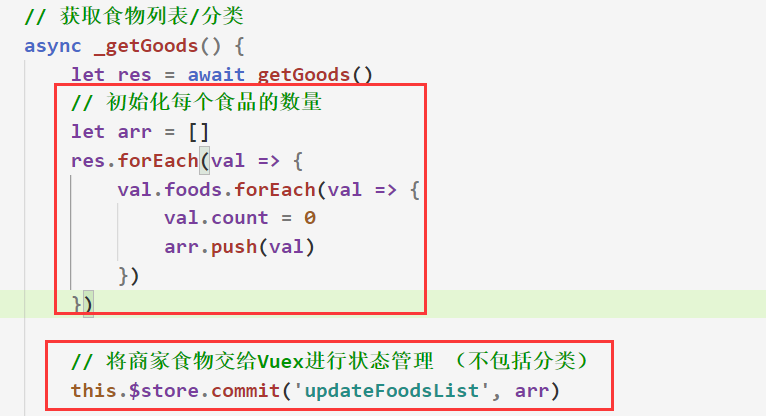 // 获取食物列表/分类
async _getGoods() {
let res = await getGoods()
// 初始化每个食品的数量
let arr = []
res.forEach(val => {
val.foods.forEach(val => {
val.count = 0
arr.push(val)
})
})
// 将商家食物交给Vuex进行状态管理 （不包括分类）
this.$store.commit('updateFoodsList', arr)